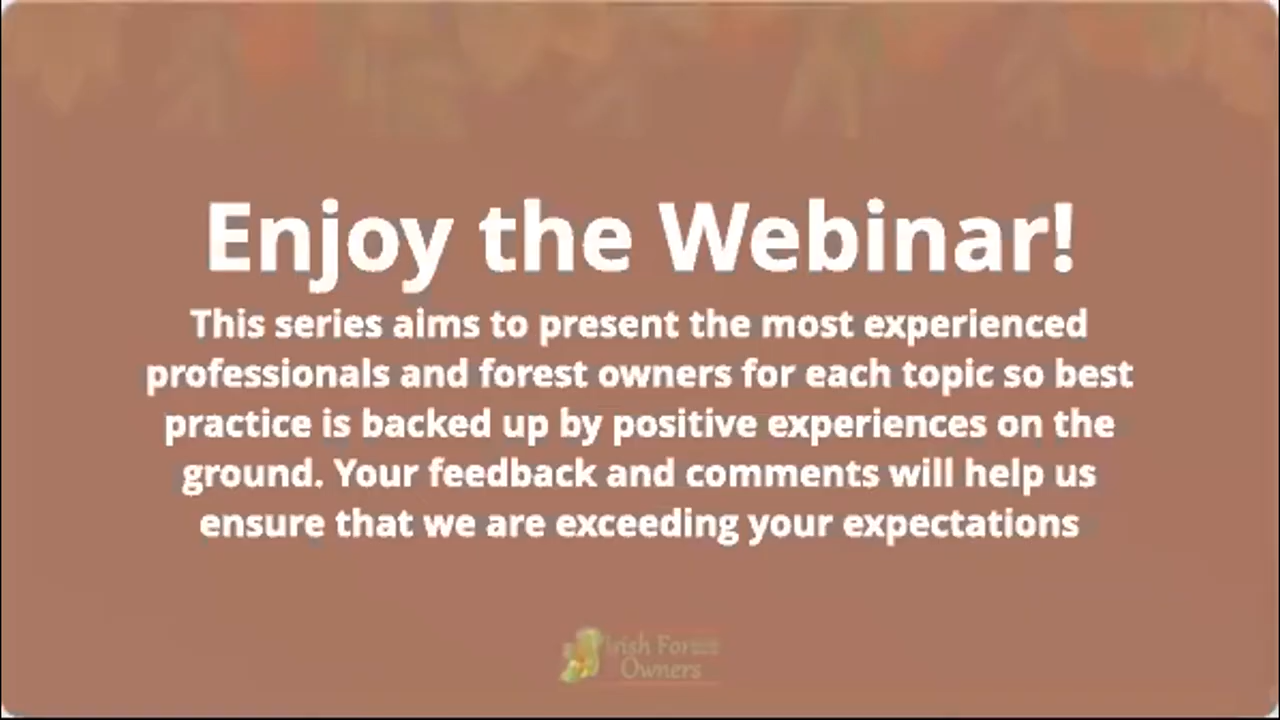 Enjoy the Webinar!
This series aims to present the most experienced
professionals and forest owners for each topic so best
practice is backed up by positive experiences on the
ground. Your feedback and comments will help us
ensure that we are exceeding your expectations
Irish Forest
Owners